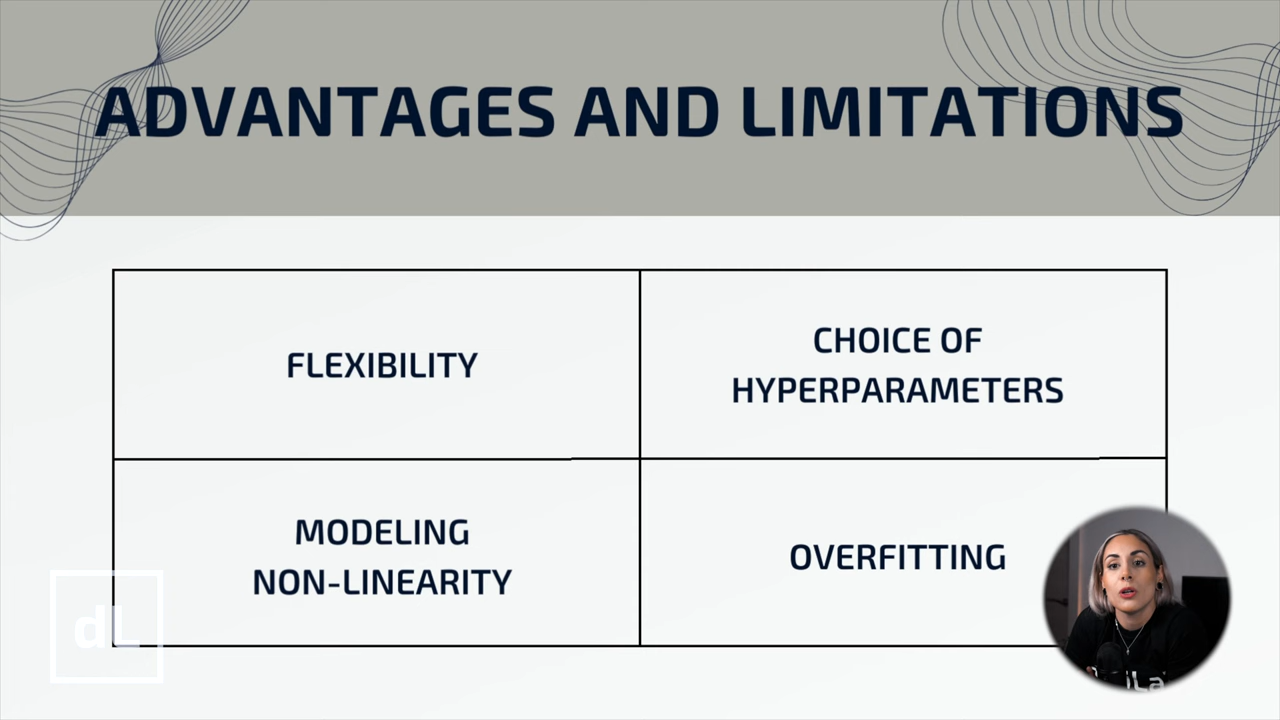 ADVANTAGES AND LIMITATIONS
FLEXIBILITY
CHOICE OF
HYPERPARAMETERS
MODELING
NON-LINEARITY
OVERFITTING
dL